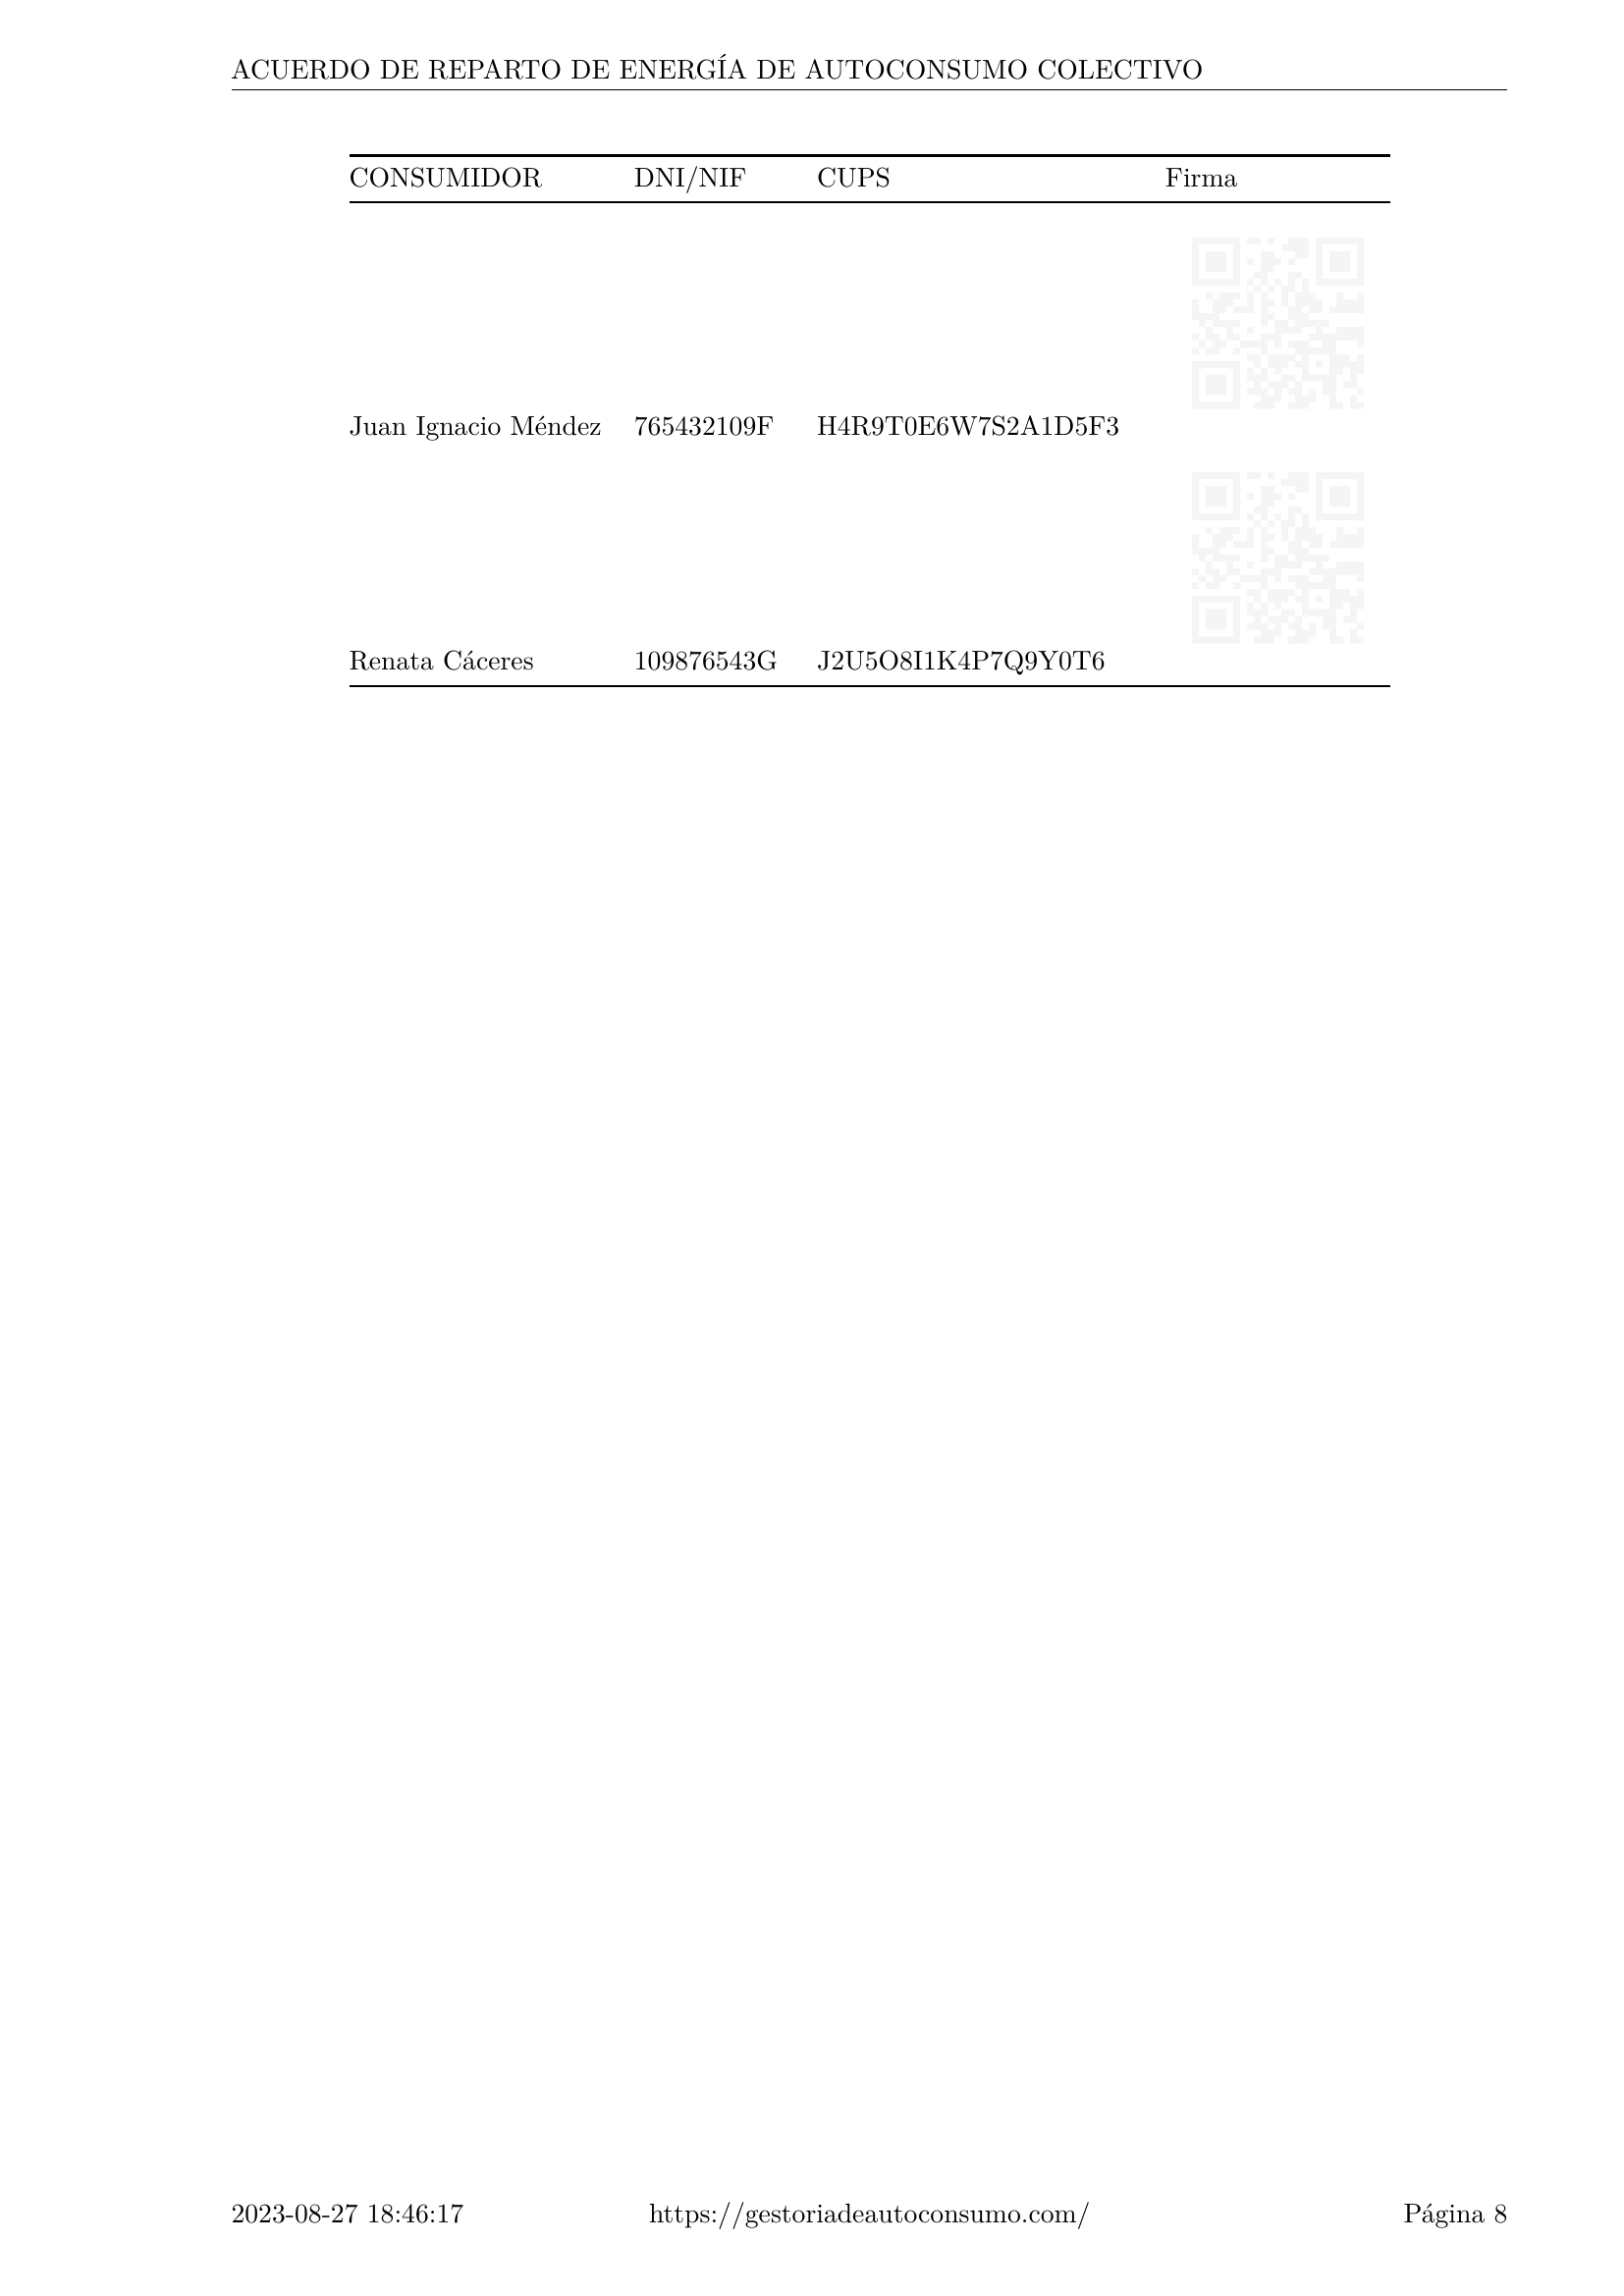 ACUERDO DE REPARTO DE ENERGÍA DE AUTOCONSUMO COLECTIVO
CONSUMIDOR DNI/NIF CUPS Firma
Juan Ignacio Méndez 765432109F H4R9T0E6W7S2A1D5F3
Renata Cáceres 109876543G J2U5O8I1K4P7Q9Y0T6
2023-08-27 18:46:17 https://gestoriadeautoconsumo.com/ Página 8